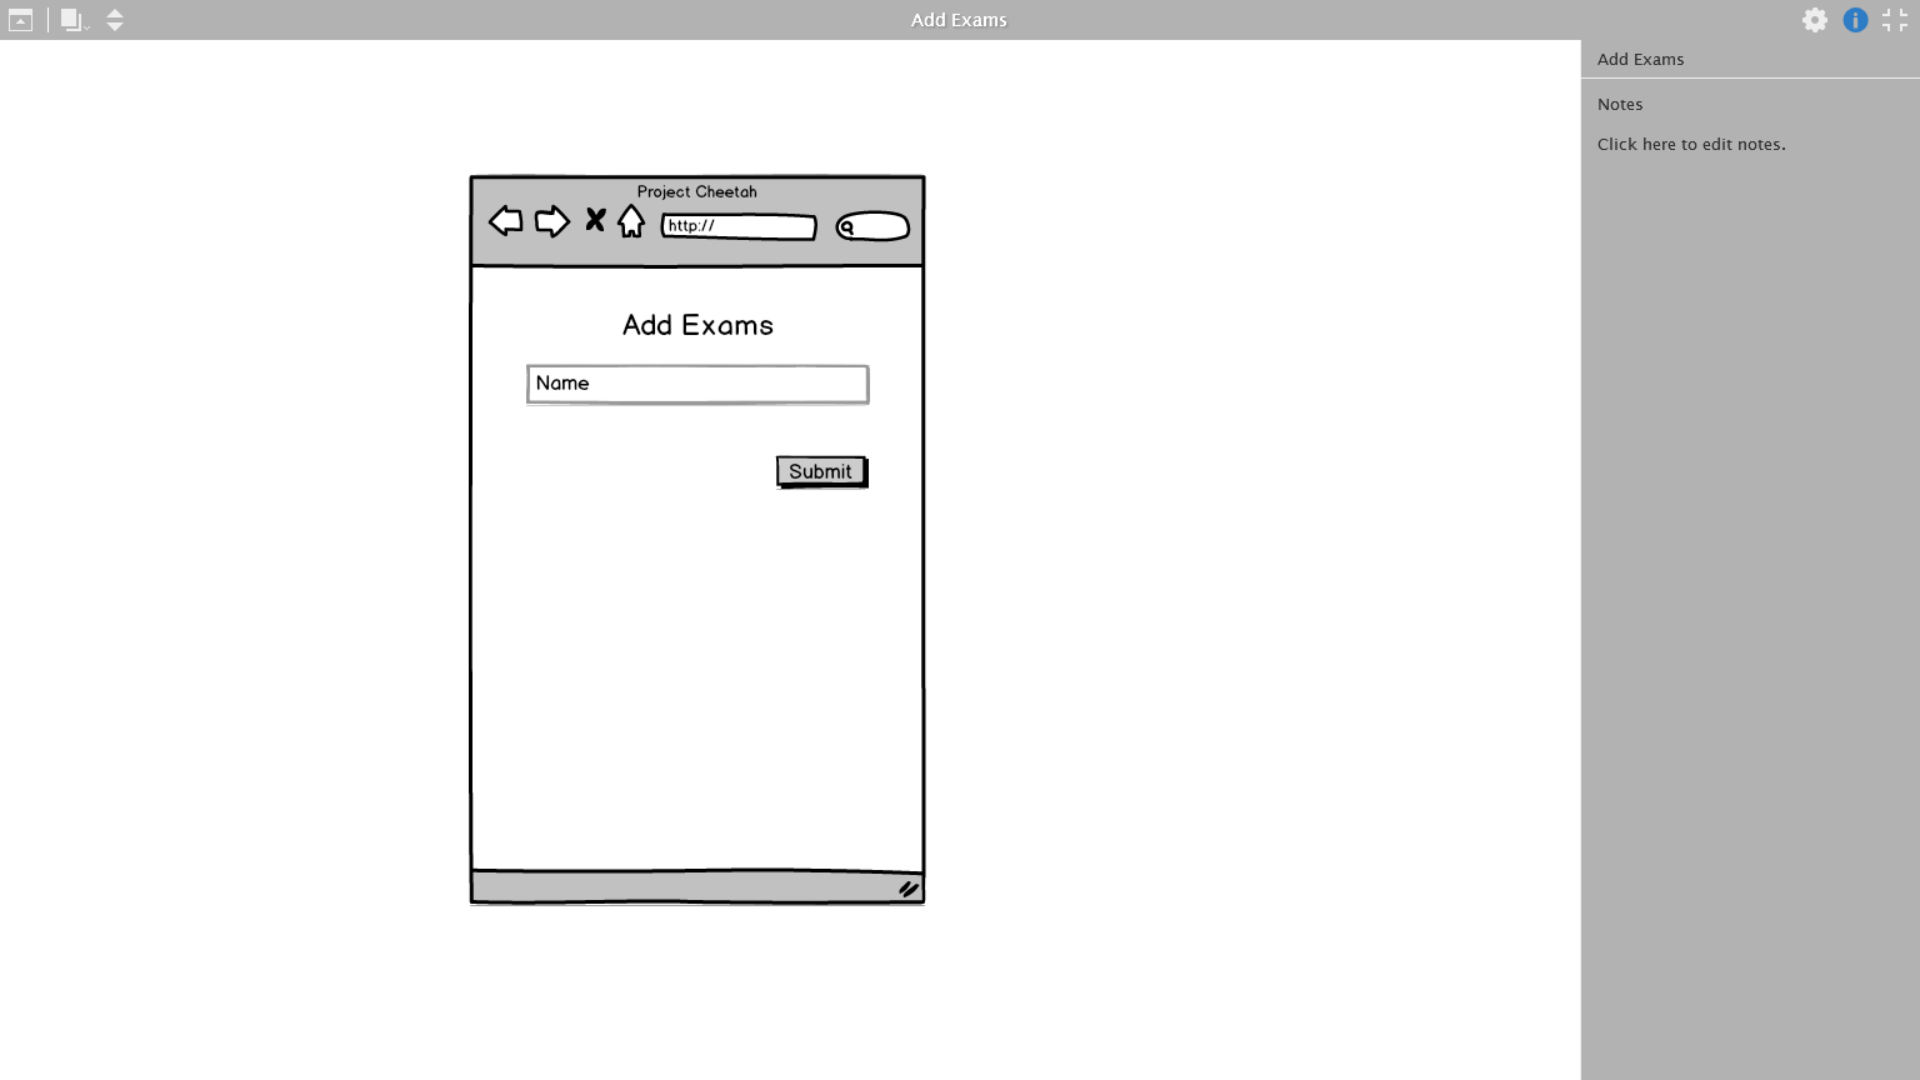 Add Exams
Add Exams
Notes
Click here to edit notes.
Project Cheetah
http://
Add Exams
Name
Submit